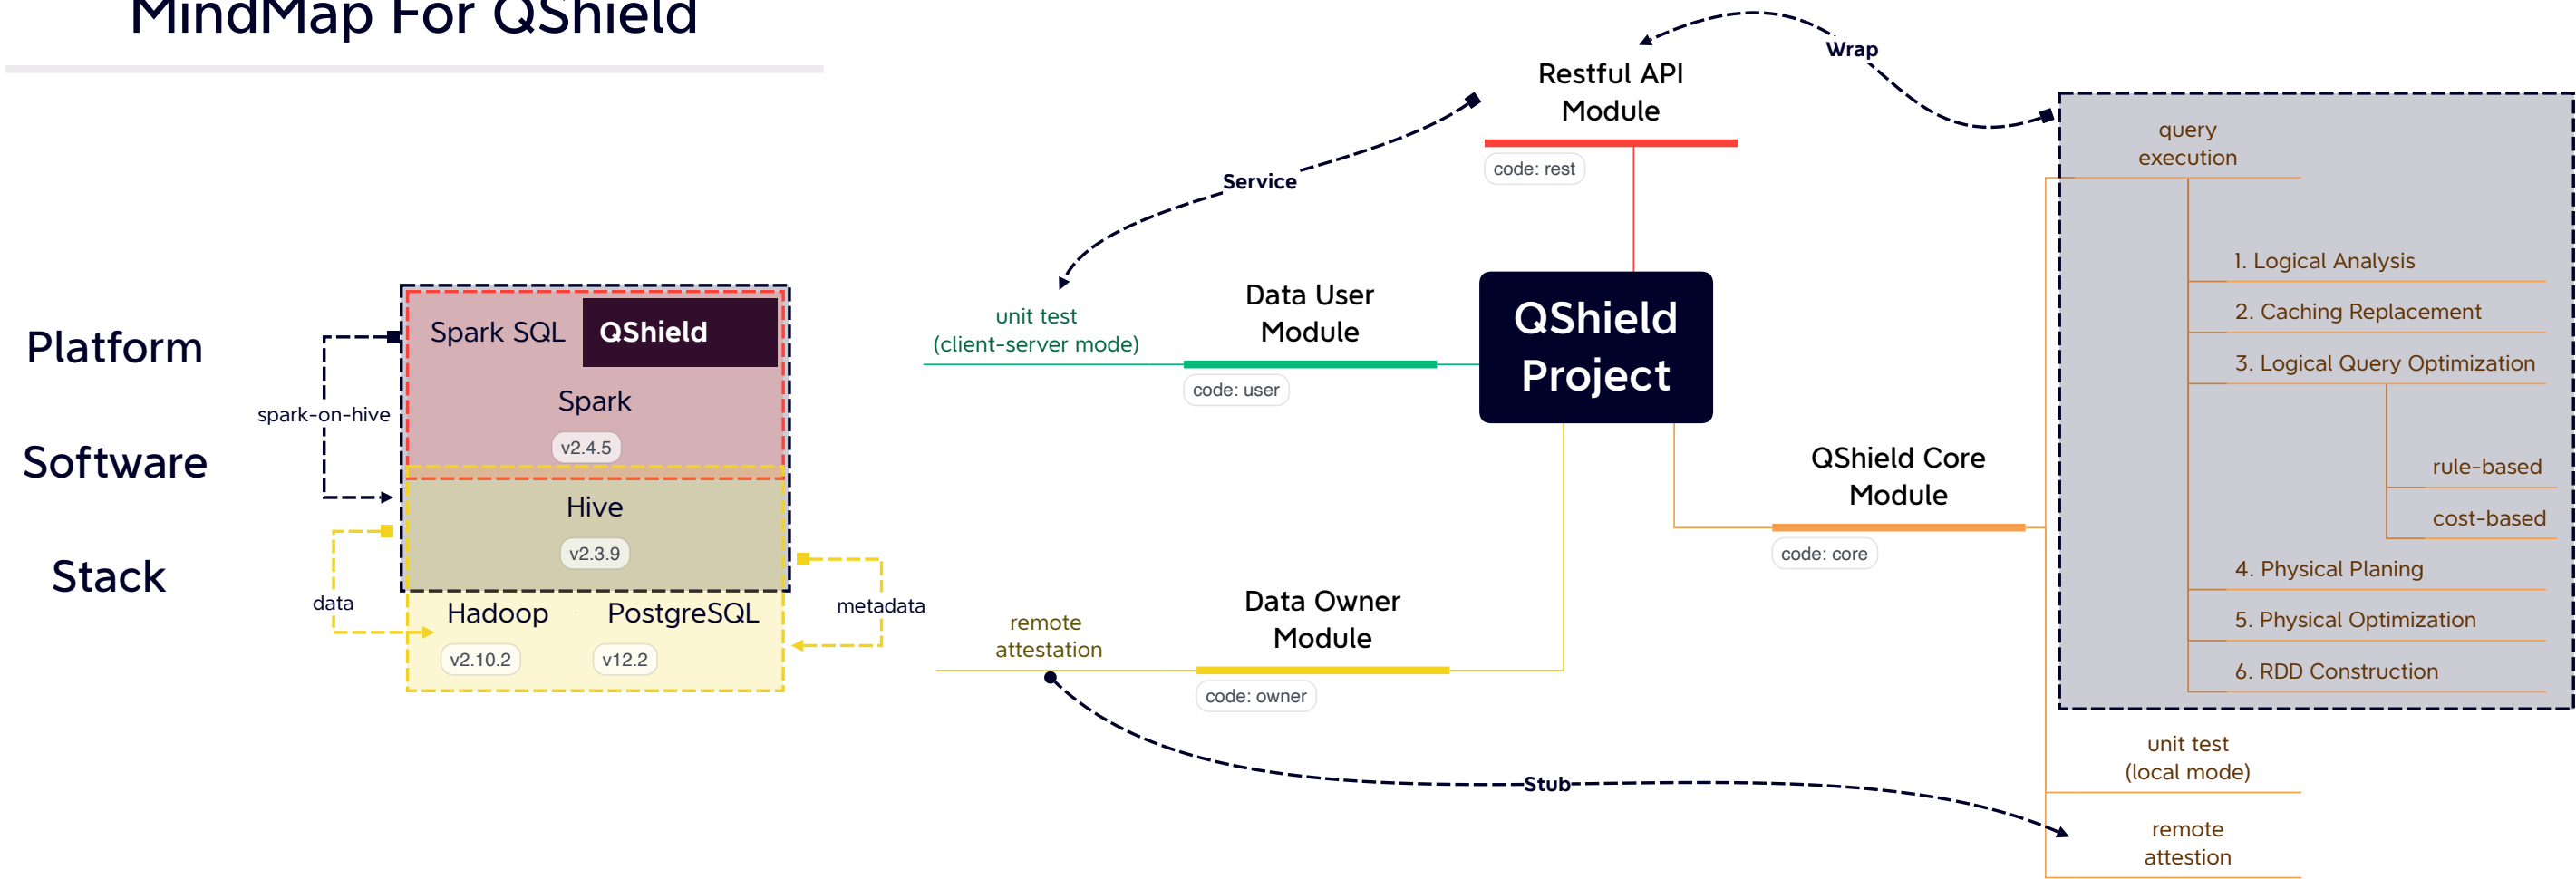 MindMap For QShield
Platform
Software
Stack
Spark SQL
QShield
Spark
v2.4.5
spark-on-hive
Hive
v2.3.9
data
metadata
Hadoop
PostgreSQL
v2.10.2
v12.2
Restful API
Module
code: rest
Wrap
Service
unit test
(client-server mode)
Data User
Module
code: user
QShield
Project
remote
attestation
Data Owner
Module
code: owner
Stub
QShield Core
Module
code: core
query
execution
1. Logical Analysis
2. Caching Replacement
3. Logical Query Optimization
rule-based
cost-based
4. Physical Planing
5. Physical Optimization
6. RDD Construction
unit test
(local mode)
remote
attestion